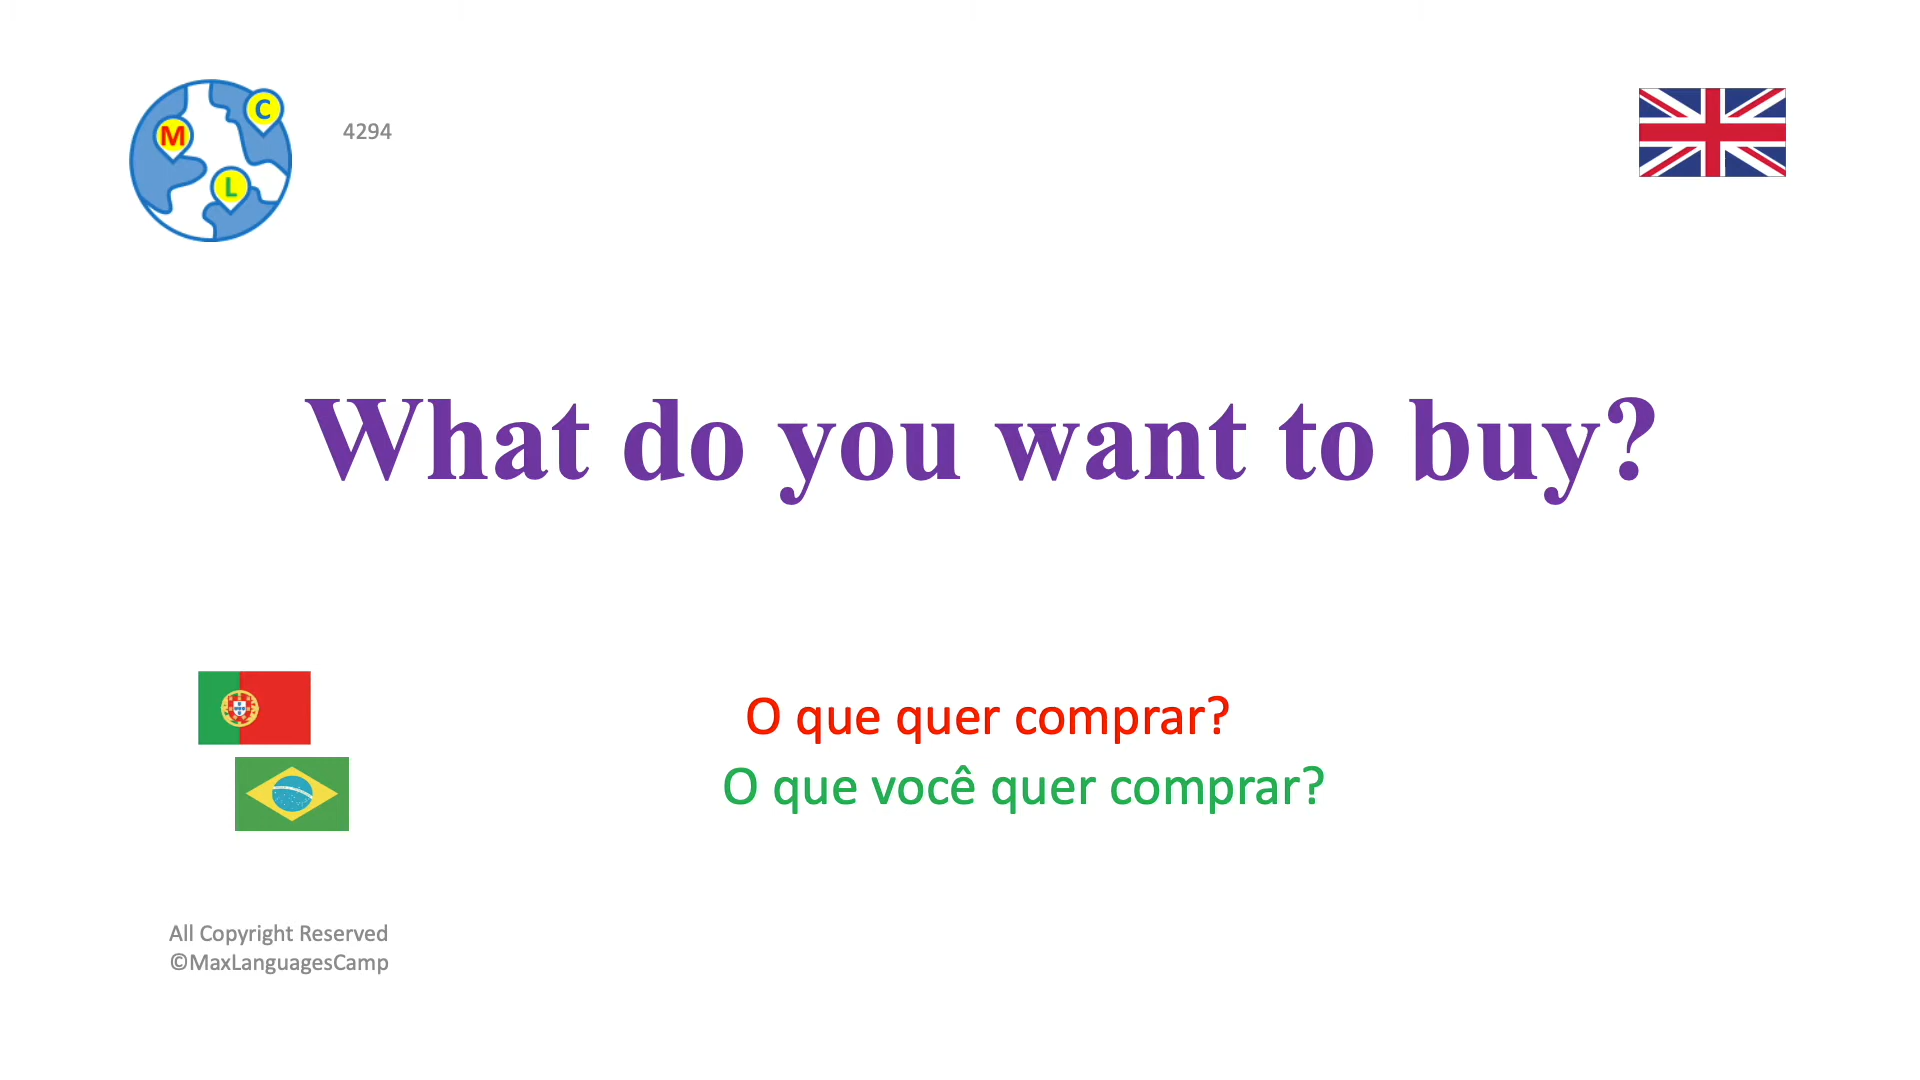 M
C
L
4294
What do you want to buy?
O que quer comprar?
O que você quer comprar?
All Copyright Reserved
©MaxLanguagesCamp